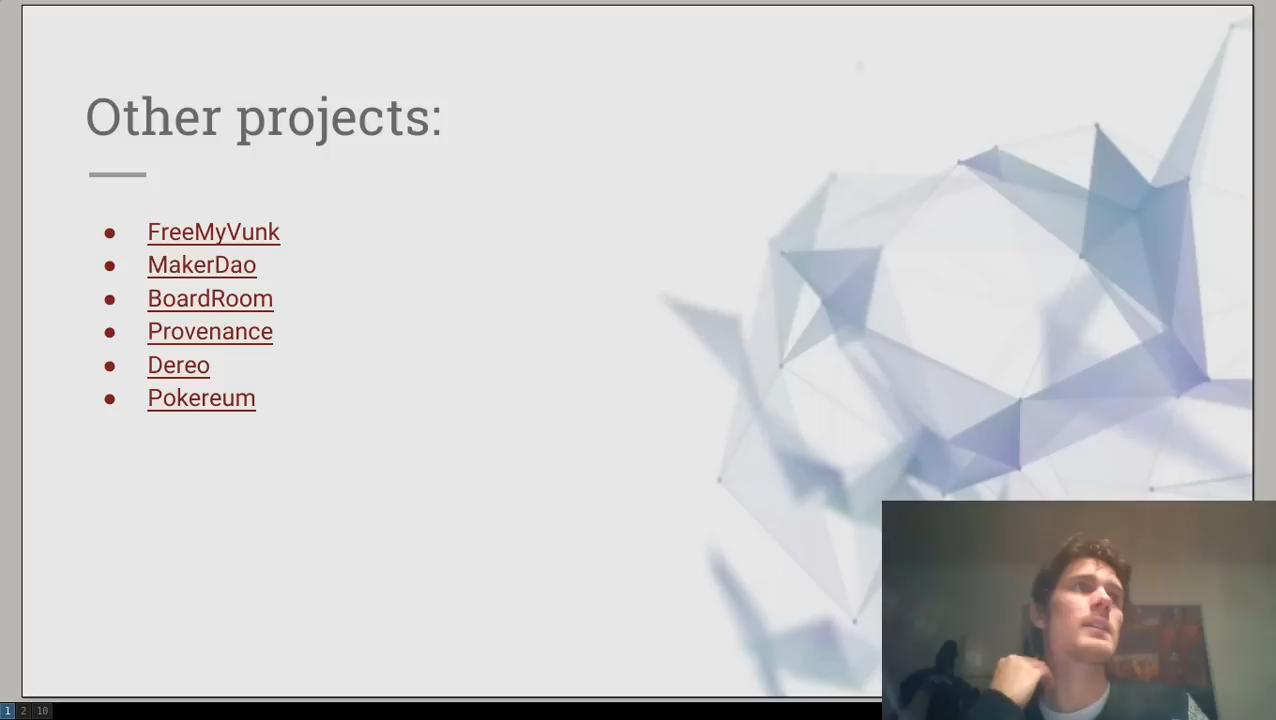 Other projects:
● FreeMyVunk
● MakerDao
● BoardRoom
● Provenance
● Dereo
● Pokereum
1 2 10